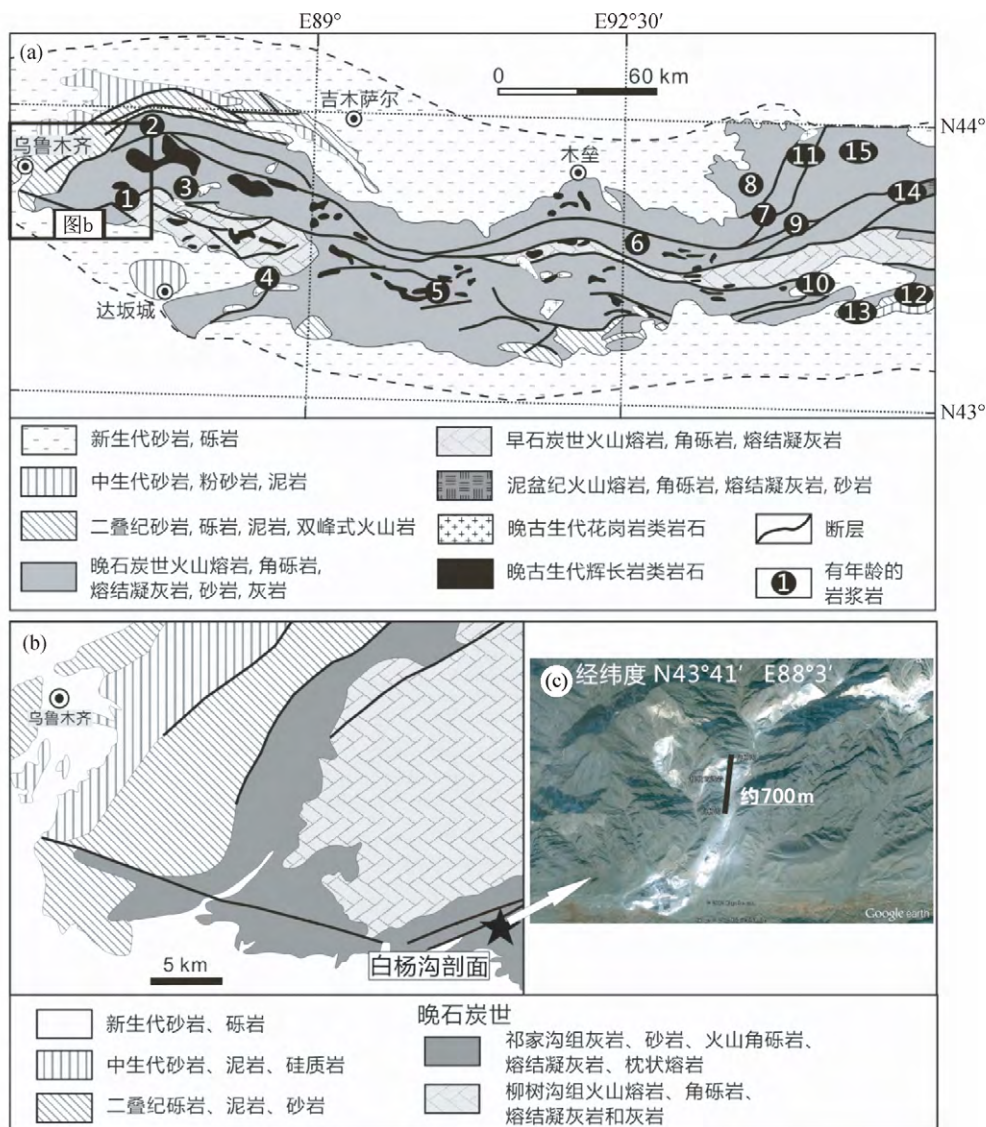 E89°
E92°30′
(a)
0
60 km
吉木萨尔
N44°
乌鲁木齐
2
木垒
11
15
8
1
3
14
7
9
图b
6
4
10
12
5
13
达坂城
N43°
新生代砂岩, 砾岩
早石炭世火山熔岩, 角砾岩, 熔结凝灰岩
中生代砂岩, 粉砂岩, 泥岩
泥盆纪火山熔岩, 角砾岩, 熔结凝灰岩, 砂岩
二叠纪砂岩, 砾岩, 泥岩, 双峰式火山岩
晚古生代花岗岩类岩石
断层
晚石炭世火山熔岩, 角砾岩,
熔结凝灰岩, 砂岩, 灰岩
晚古生代辉长岩类岩石
1
有年龄的
岩浆岩
(b)
乌鲁木齐
5 km
白杨沟剖面
(c)
经纬度 N43°41′ E88°3′
约700m
Google earth
新生代砂岩、砾岩
中生代砂岩、泥岩、硅质岩
二叠纪砾岩、泥岩、砂岩
晚石炭世
祁家沟组灰岩、砂岩、火山角砾岩、
熔结凝灰岩、枕状熔岩
柳树沟组火山熔岩、角砾岩、
熔结凝灰岩和灰岩